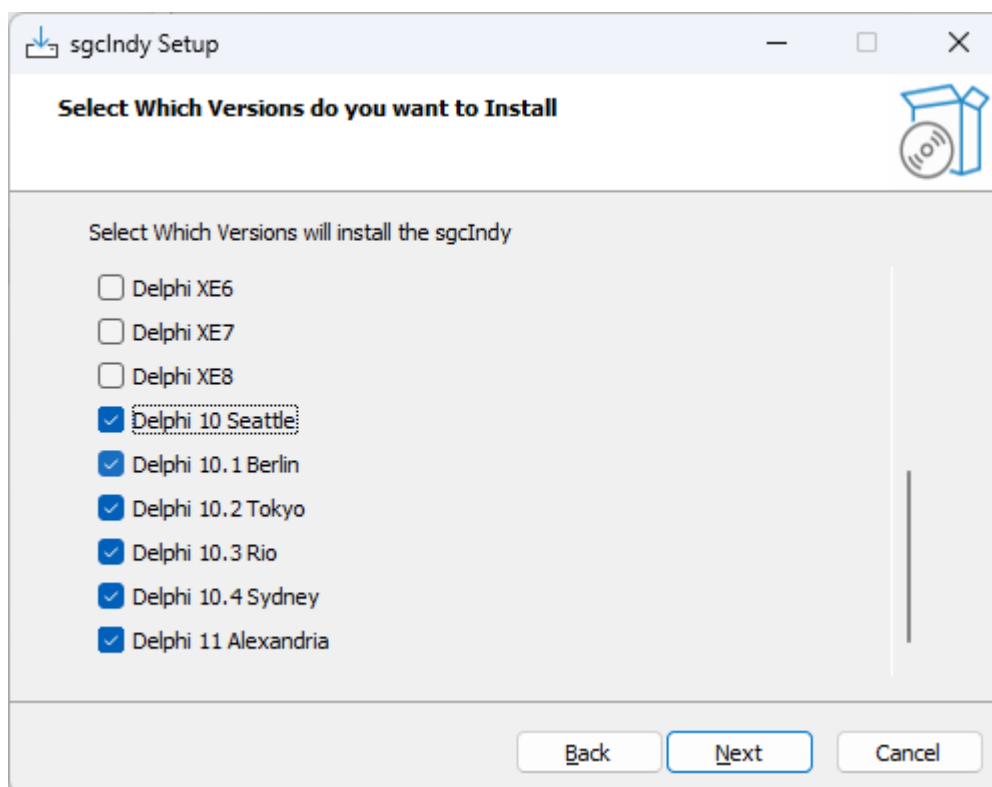 sgcIndy Setup
Select Which Versions do you want to Install
Select Which Versions will install the sgcIndy
Delphi XE6
Delphi XE7
Delphi XE8
Delphi 10 Seattle
Delphi 10.1 Berlin
Delphi 10.2 Tokyo
Delphi 10.3 Rio
Delphi 10.4 Sydney
Delphi 11 Alexandria
Back Next Cancel